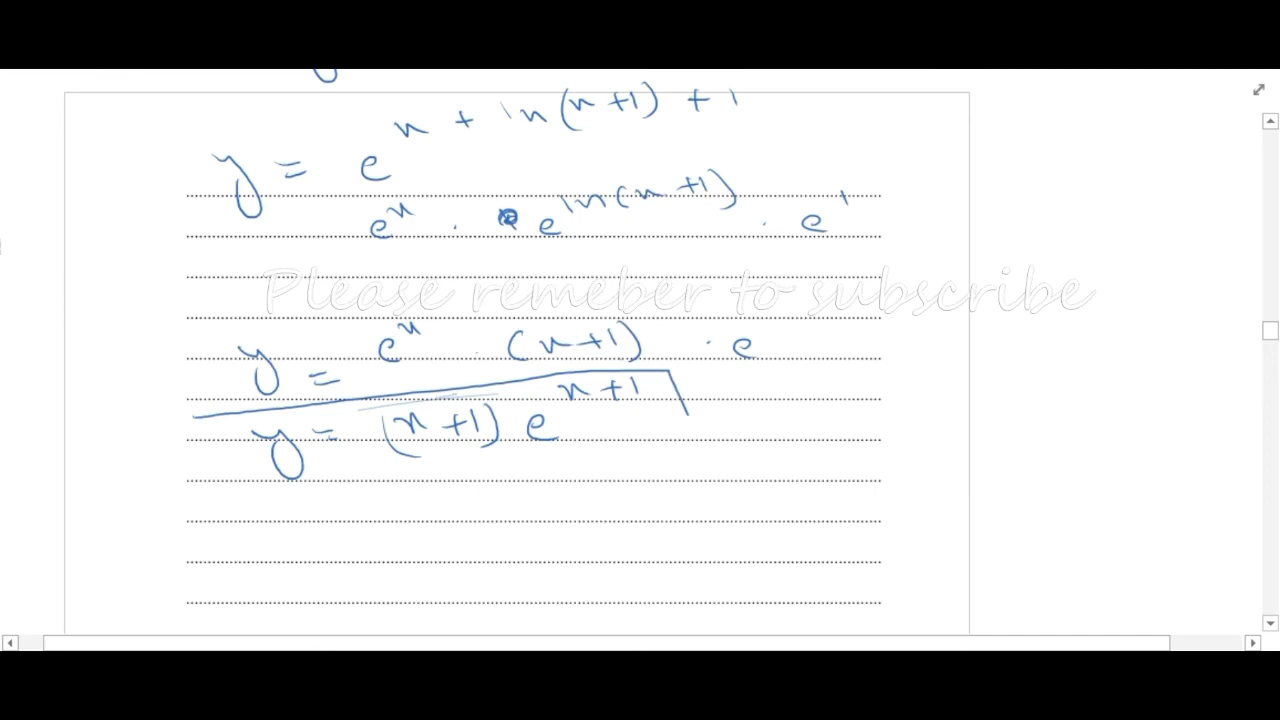 y = e^{x + ln(x+1) + 1}
e^x . e^{ln(x+1)} . e^1
Please remeber to subscribe
y = e^x . (x+1) . e
y = (x+1) e^{x+1}